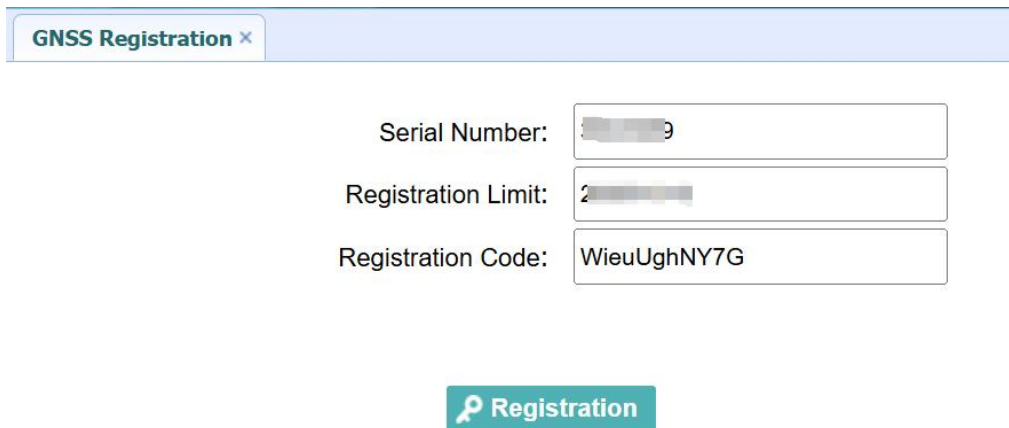 GNSS Registration ×
Serial Number:
Registration Limit:
Registration Code: WieuUghNY7G
Registration